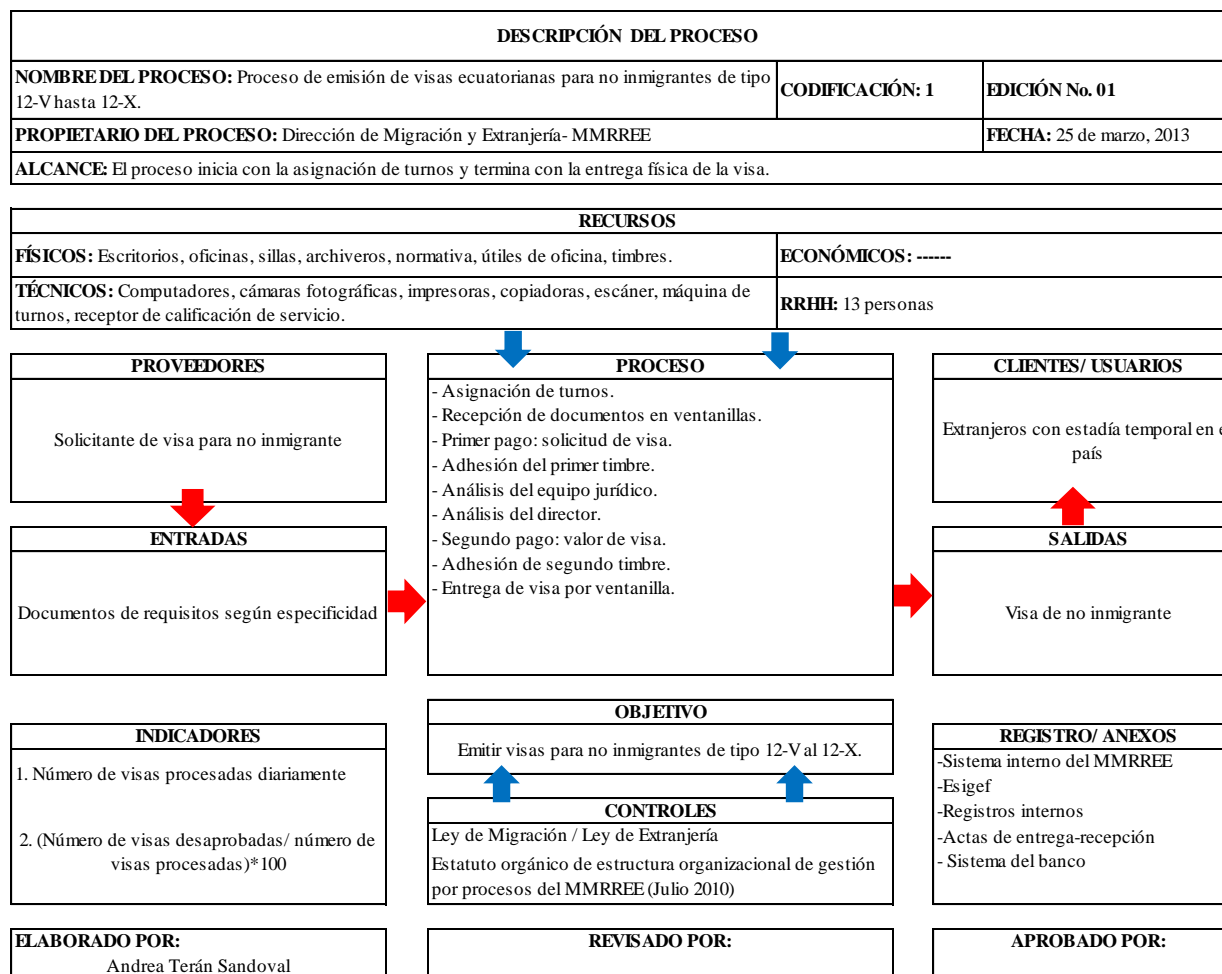 DESCRIPCIÓN DEL PROCESO
NOMBRE DEL PROCESO: Proceso de emisión de visas ecuatorianas para no inmigrantes de tipo
12-V hasta 12-X.
CODIFICACIÓN: 1
EDICIÓN No. 01
PROPIETARIO DEL PROCESO: Dirección de Migración y Extranjería- MMRREE
FECHA: 25 de marzo, 2013
ALCANCE: El proceso inicia con la asignación de turnos y termina con la entrega física de la visa.
RECURSOS
FÍSICOS: Escritorios, oficinas, sillas, archiveros, normativa, útiles de oficina, timbres.
ECONÓMICOS: ------
TÉCNICOS: Computadores, cámaras fotográficas, impresoras, copiadoras, escáner, máquina de
turnos, receptor de calificación de servicio.
RRHH: 13 personas
PROVEEDORES
Solicitante de visa para no inmigrante
ENTRADAS
Documentos de requisitos según especificidad
PROCESO
- Asignación de turnos.
- Recepción de documentos en ventanillas.
- Primer pago: solicitud de visa.
- Adhesión del primer timbre.
- Análisis del equipo jurídico.
- Análisis del director.
- Segundo pago: valor de visa.
- Adhesión de segundo timbre.
- Entrega de visa por ventanilla.
CLIENTES/ USUARIOS
Extranjeros con estadía temporal en e
país
SALIDAS
Visa de no inmigrante
INDICADORES
1. Número de visas procesadas diariamente
2. (Número de visas desaprobadas/ número de
visas procesadas)*100
OBJETIVO
Emitir visas para no inmigrantes de tipo 12-V al 12-X.
CONTROLES
Ley de Migración / Ley de Extranjería
Estatuto orgánico de estructura organizacional de gestión
por procesos del MMRREE (Julio 2010)
REGISTRO/ ANEXOS
-Sistema interno del MMRREE
-Esigef
-Registros internos
-Actas de entrega-recepción
- Sistema del banco
ELABORADO POR:
Andrea Terán Sandoval
REVISADO POR:
APROBADO POR: